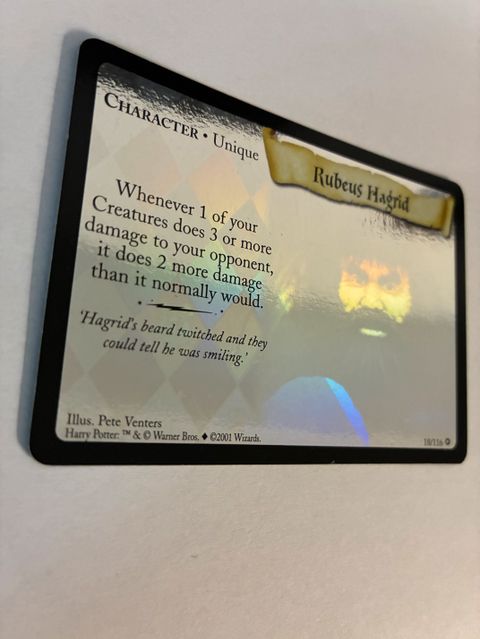 CHARACTER • Unique
Rubeus Hagrid
Whenever 1 of your
Creatures does 3 or more
damage to your opponent,
it does 2 more damage
than it normally would.
'Hagrid's beard twitched and they
could tell he was smiling.'
Illus. Pete Venters
Harry Potter: ™ & © Warner Bros. ♦ ©2001 Wizards.
18/116 ✪